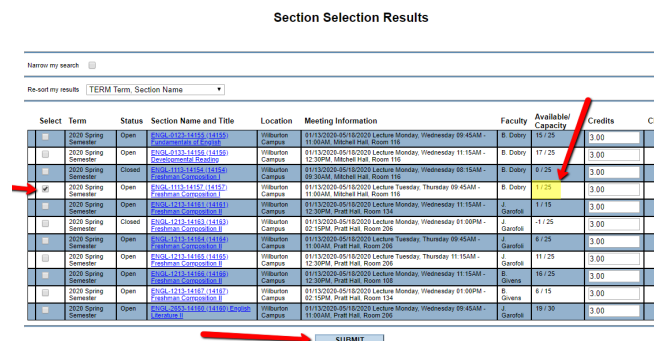 Section Selection Results
Narrow my search
Re-sort my results TERM Term, Section Name
Select Term Status Section Name and Title Location Meeting Information Faculty Available/ Capacity Credits
2020 Spring Semester Open ENGL-0123-14155 (14155) Fundamentals of English Wilburton Campus 01/13/2020-05/18/2020 Lecture Monday, Wednesday 09:45AM - 11:00AM, Mitchell Hall, Room 116 B. Dobry 15 / 25 3.00
2020 Spring Semester Open ENGL-0133-14156 (14156) Developmental Reading Wilburton Campus 01/13/2020-05/18/2020 Lecture Monday, Wednesday 11:15AM - 12:30PM, Mitchell Hall, Room 116 B. Dobry 17 / 25 3.00
2020 Spring Semester Closed ENGL-1113-14154 (14154) Freshman Composition I Wilburton Campus 01/13/2020-05/18/2020 Lecture Monday, Wednesday 08:15AM - 09:30AM, Mitchell Hall, Room 116 B. Dobry 0 / 25 3.00
2020 Spring Semester Open ENGL-1113-14157 (14157) Freshman Composition I Wilburton Campus 01/13/2020-05/18/2020 Lecture Tuesday, Thursday 09:45AM - 11:00AM, Mitchell Hall, Room 116 B. Dobry 1 / 25 3.00
2020 Spring Semester Open ENGL-1213-14161 (14161) Freshman Composition II Wilburton Campus 01/13/2020-05/18/2020 Lecture Monday, Wednesday 11:15AM - 12:30PM, Pratt Hall, Room 134 J. Garofoli 1 / 15 3.00
2020 Spring Semester Closed ENGL-1213-14163 (14163) Freshman Composition II Wilburton Campus 01/13/2020-05/18/2020 Lecture Monday, Wednesday 01:00PM - 02:15PM, Pratt Hall, Room 206 J. Garofoli -1 / 25 3.00
2020 Spring Semester Open ENGL-1213-14164 (14164) Freshman Composition II Wilburton Campus 01/13/2020-05/18/2020 Lecture Tuesday, Thursday 09:45AM - 11:00AM, Pratt Hall, Room 206 J. Garofoli 6 / 25 3.00
2020 Spring Semester Open ENGL-1213-14165 (14165) Freshman Composition II Wilburton Campus 01/13/2020-05/18/2020 Lecture Tuesday, Thursday 11:15AM - 12:30PM, Pratt Hall, Room 206 J. Garofoli 11 / 25 3.00
2020 Spring Semester Open ENGL-1213-14166 (14166) Freshman Composition II Wilburton Campus 01/13/2020-05/18/2020 Lecture Monday, Wednesday 11:15AM - 12:30PM, Pratt Hall, Room 108 B. Givens 16 / 25 3.00
2020 Spring Semester Open ENGL-1213-14167 (14167) Freshman Composition II Wilburton Campus 01/13/2020-05/18/2020 Lecture Monday, Wednesday 01:00PM - 02:15PM, Pratt Hall, Room 134 B. Givens 6 / 15 3.00
2020 Spring Semester Open ENGL-2653-14160 (14160) English Literature II Wilburton Campus 01/13/2020-05/18/2020 Lecture Monday, Wednesday 09:45AM - 11:00AM, Pratt Hall, Room 206 J. Garofoli 19 / 30 3.00
SUBMIT